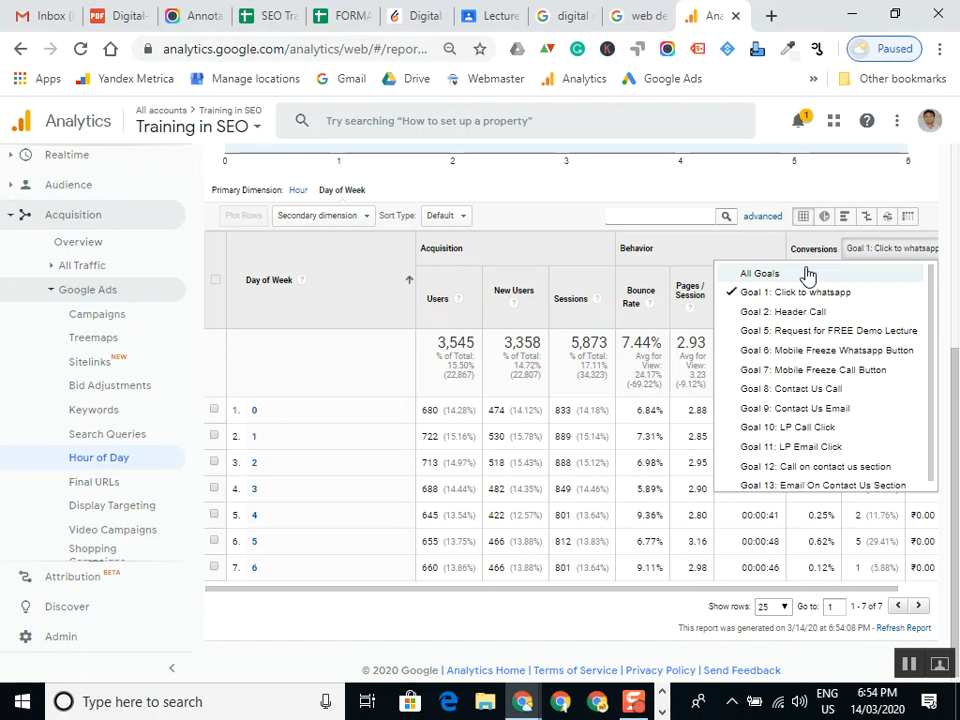 Inbox (
Digital-
Annota
SEO Tra
FORMA
Digital
Lecture
digital
web de
Ana
analytics.google.com/analytics/web/#/repor...
Paused
Apps
Yandex Metrica
Manage locations
Gmail
Drive
Webmaster
Analytics
Google Ads
»
Other bookmarks
Analytics
All accounts > Training in SEO
Training in SEO
Try searching "How to set up a property"
1
Realtime
Audience
Acquisition
Overview
All Traffic
Google Ads
Campaigns
Treemaps
Sitelinks NEW
Bid Adjustments
Keywords
Search Queries
Hour of Day
Final URLs
Display Targeting
Video Campaigns
Shopping
Campaigns
Attribution BETA
Discover
Admin
0 1 2 3 4 5 6
Primary Dimension: Hour Day of Week
Plot Rows Secondary dimension Sort Type: Default advanced
Acquisition Behavior Conversions Goal 1: Click to whatsapp
Day of Week ? Users ? New Users ? Sessions ? Bounce Rate ? Pages / Session ?
All Goals
Goal 1: Click to whatsapp
Goal 2: Header Call
Goal 5: Request for FREE Demo Lecture
Goal 6: Mobile Freeze Whatsapp Button
Goal 7: Mobile Freeze Call Button
Goal 8: Contact Us Call
Goal 9: Contact Us Email
Goal 10: LP Call Click
Goal 11: LP Email Click
Goal 12: Call on contact us section
Goal 13: Email On Contact Us Section
3,545 3,358 5,873 7.44% 2.93
% of Total: 15.50% (22,867) % of Total: 14.72% (22,807) % of Total: 17.11% (34,323) Avg for View: 24.17% (-69.22%) Avg for View: 3.23 (-9.12%)
1. 0 680 (14.28%) 474 (14.12%) 833 (14.18%) 6.84% 2.88
2. 1 722 (15.16%) 530 (15.78%) 889 (15.14%) 7.31% 2.85
3. 2 713 (14.97%) 518 (15.43%) 888 (15.12%) 6.98% 2.95
4. 3 688 (14.44%) 482 (14.35%) 849 (14.46%) 5.89% 2.90
5. 4 645 (13.54%) 422 (12.57%) 801 (13.64%) 9.36% 2.80 00:00:41 0.25% 2 (11.76%) ₹0.00
6. 5 655 (13.75%) 466 (13.88%) 812 (13.83%) 6.77% 3.16 00:00:48 0.62% 5 (29.41%) ₹0.00
7. 6 660 (13.86%) 466 (13.88%) 801 (13.64%) 9.11% 2.98 00:00:46 0.12% 1 (5.88%) ₹0.00
Show rows: 25 Go to: 1 1 - 7 of 7
This report was generated on 3/14/20 at 6:54:08 PM - Refresh Report
© 2020 Google | Analytics Home | Terms of Service | Privacy Policy | Send Feedback
Type here to search
ENG
US
6:54 PM
14/03/2020